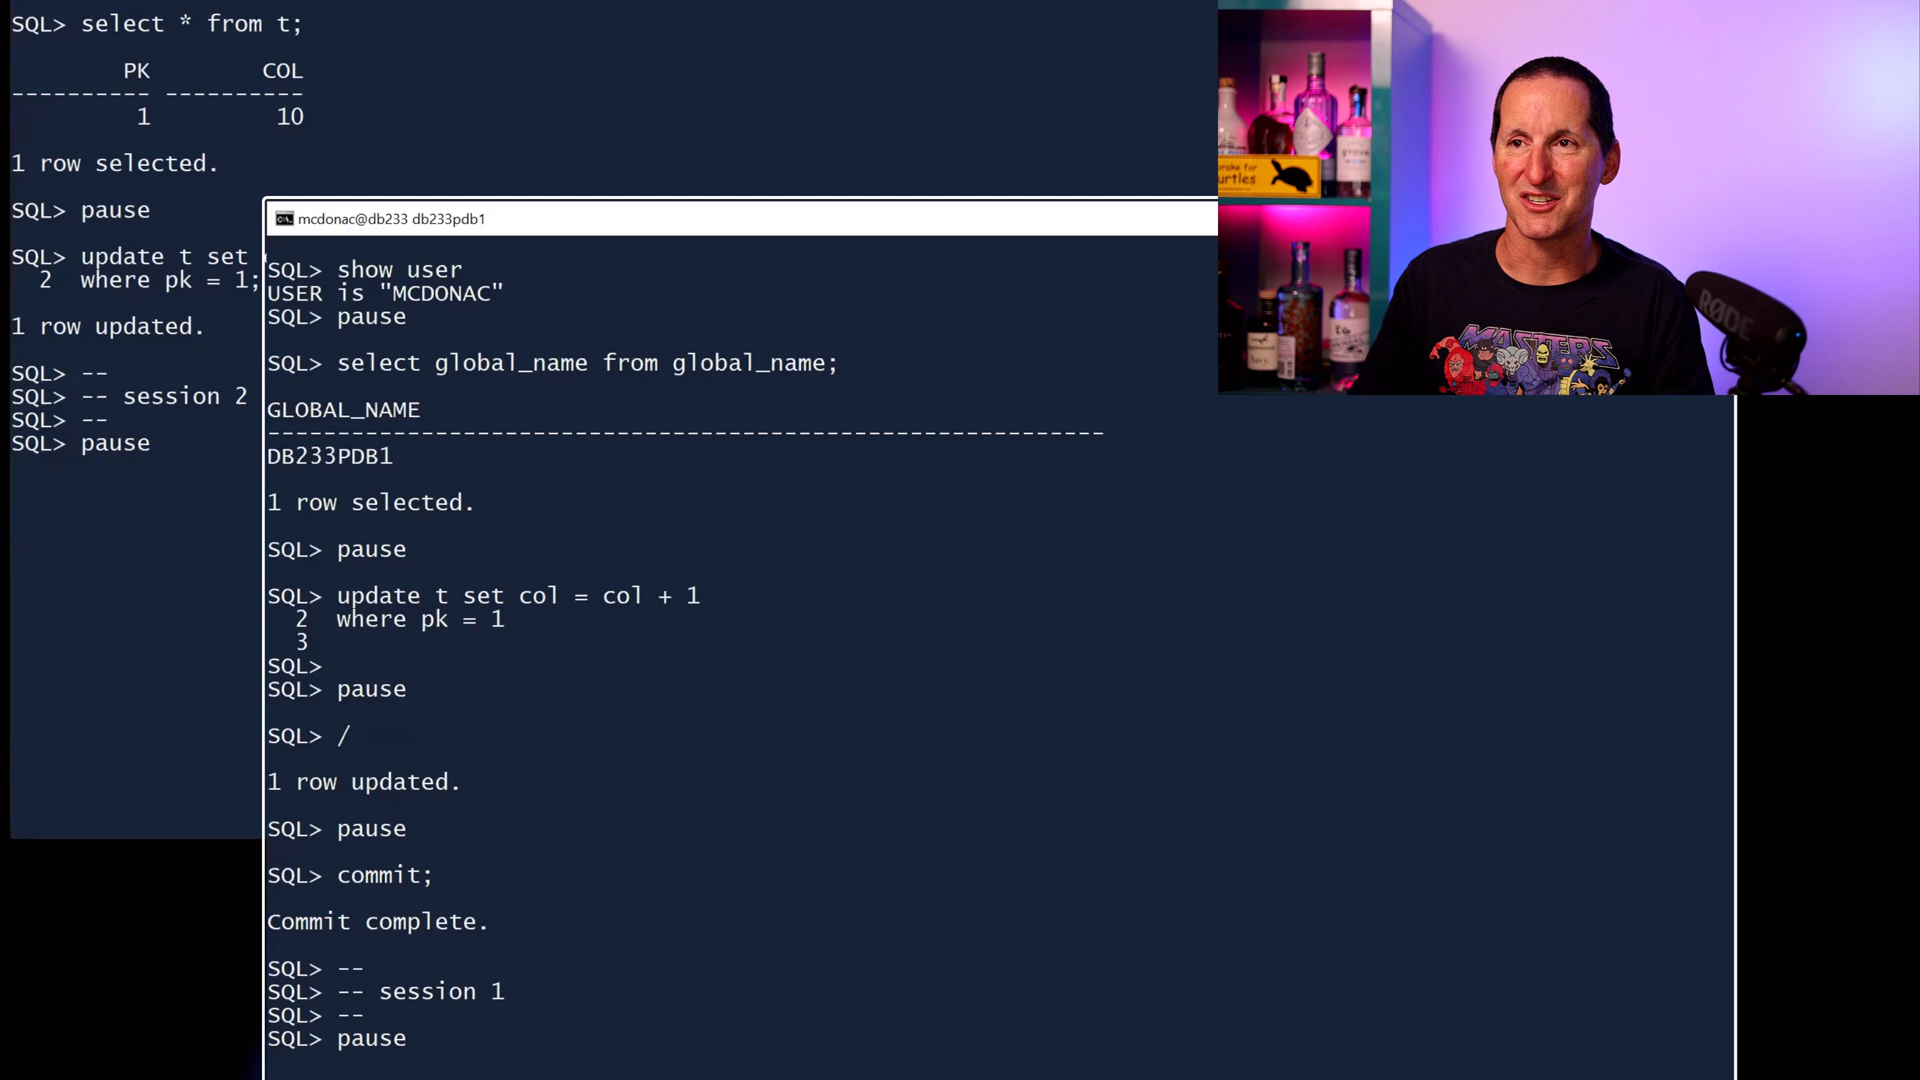 SQL> select * from t;
PK COL
---------- ----------
1 10
1 row selected.
SQL> pause
SQL> update t set
2 where pk = 1;
1 row updated.
SQL> --
SQL> -- session 2
SQL> --
SQL> pause
mcdonac@db233 db233pdb1
SQL> show user
USER is "MCDONAC"
SQL> pause
SQL> select global_name from global_name;
GLOBAL_NAME
------------------------------------------------------------
DB233PDB1
1 row selected.
SQL> pause
SQL> update t set col = col + 1
2 where pk = 1
3
SQL>
SQL> pause
SQL> /
1 row updated.
SQL> pause
SQL> commit;
Commit complete.
SQL> --
SQL> -- session 1
SQL> --
SQL> pause
RØDE
MASTERS